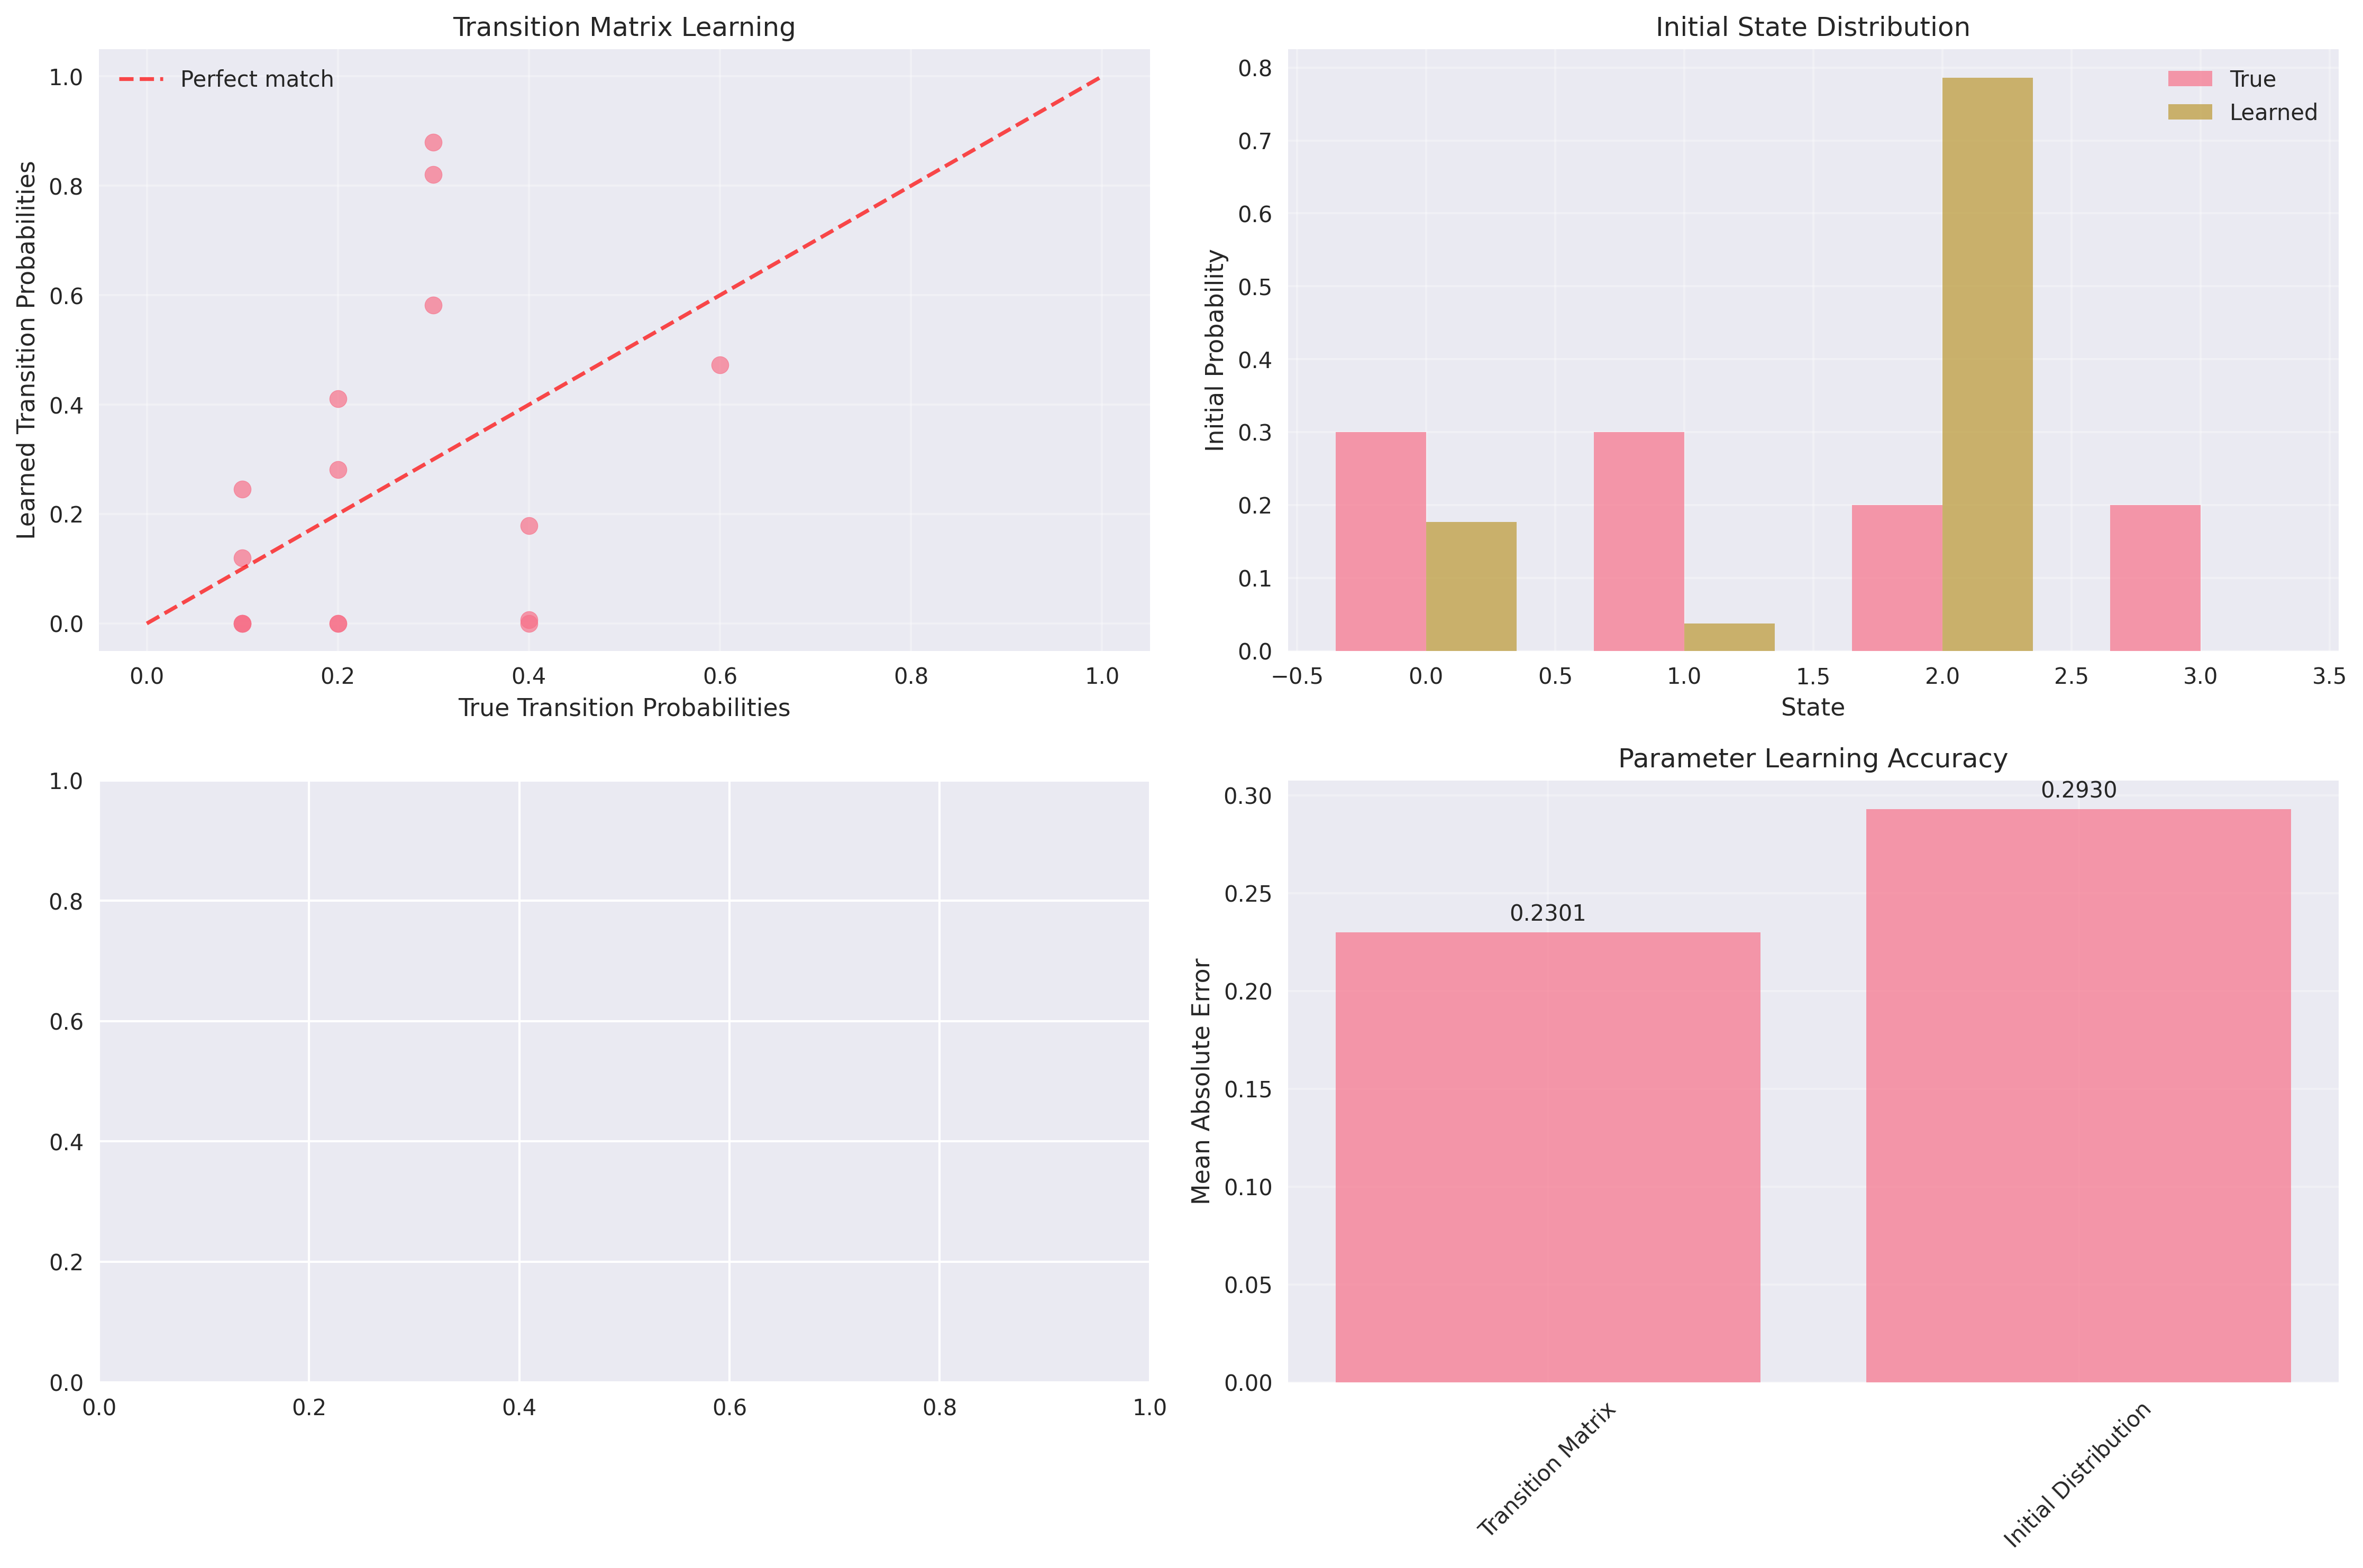 Transition Matrix Learning
Perfect match
Learned Transition Probabilities
1.0
0.8
0.6
0.4
0.2
0.0
0.0 0.2 0.4 0.6 0.8 1.0
True Transition Probabilities
Initial State Distribution
True
Learned
Initial Probability
0.8
0.7
0.6
0.5
0.4
0.3
0.2
0.1
0.0
−0.5 0.0 0.5 1.0 1.5 2.0 2.5 3.0 3.5
State
1.0
0.8
0.6
0.4
0.2
0.0
0.0 0.2 0.4 0.6 0.8 1.0
Parameter Learning Accuracy
Mean Absolute Error
0.30
0.25
0.20
0.15
0.10
0.05
0.00
0.2301
0.2930
Transition Matrix
Initial Distribution